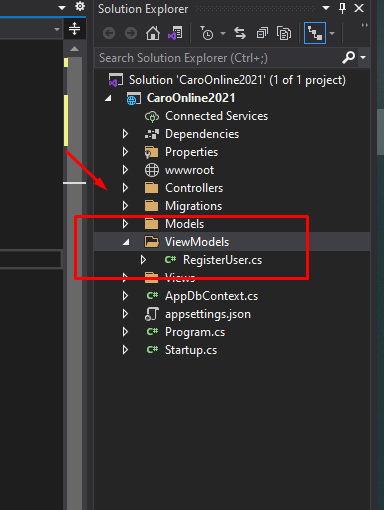 Solution Explorer
Search Solution Explorer (Ctrl+;)
Solution 'CaroOnline2021' (1 of 1 project)
CaroOnline2021
Connected Services
Dependencies
Properties
wwwroot
Controllers
Migrations
Models
ViewModels
C# RegisterUser.cs
Views
C# AppDbContext.cs
appsettings.json
C# Program.cs
C# Startup.cs